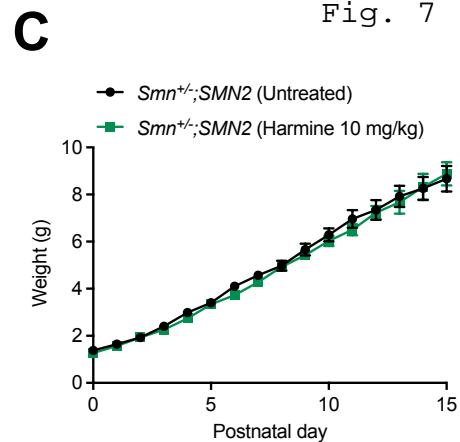 Fig. 7
C
Smn+/-;SMN2 (Untreated)
Smn+/-;SMN2 (Harmine 10 mg/kg)
10
8
6
4
2
0
Weight (g)
0 5 10 15
Postnatal day